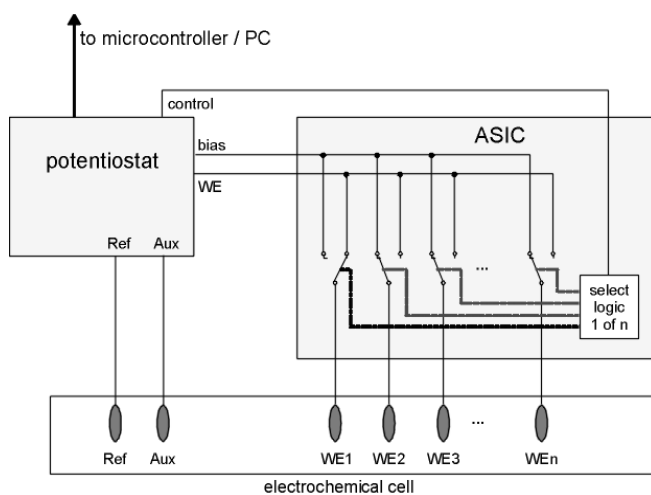 to microcontroller / PC
control
ASIC
potentiostat
bias
WE
Ref Aux
...
select
logic
1 of n
...
Ref Aux WE1 WE2 WE3 WEn
electrochemical cell